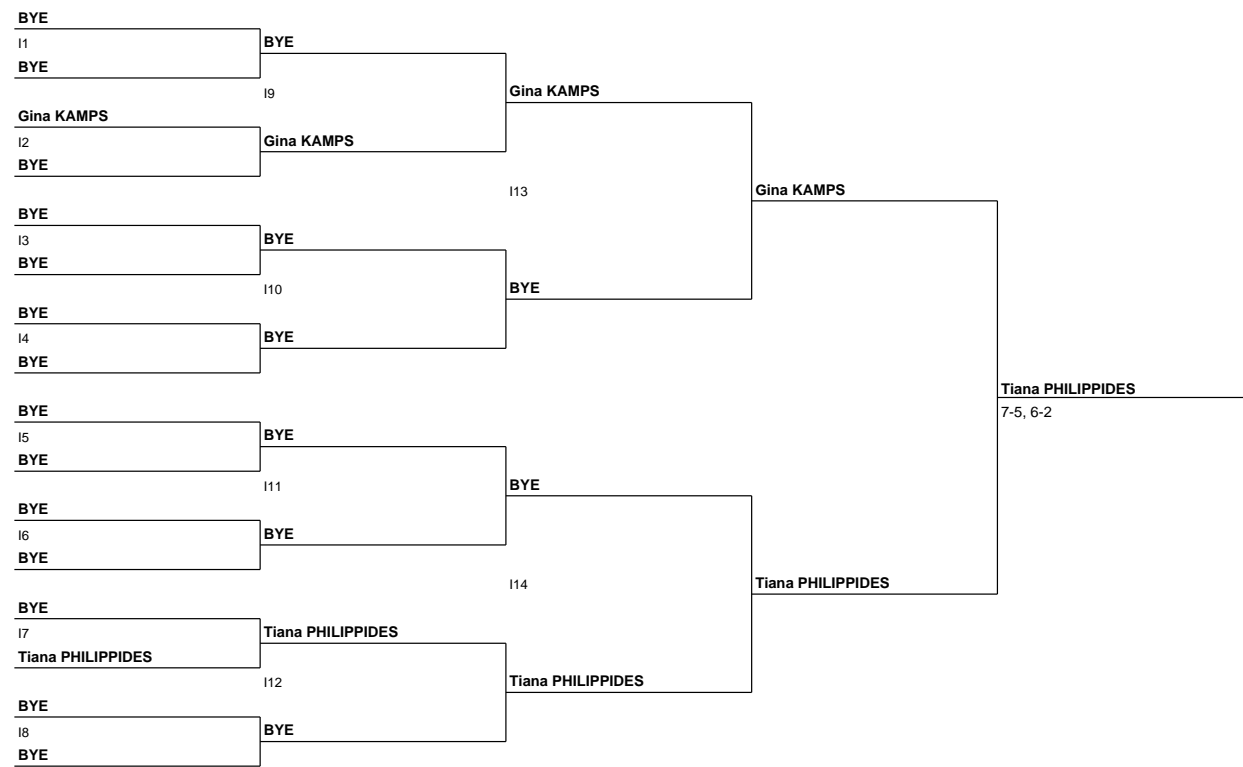 BYE
I1
BYE
BYE
I9
Gina KAMPS
Gina KAMPS
I2
Gina KAMPS
BYE
I13
Gina KAMPS
BYE
I3
BYE
BYE
I10
BYE
BYE
I4
BYE
BYE
Tiana PHILIPPIDES
7-5, 6-2
BYE
I5
BYE
BYE
I11
BYE
BYE
I6
BYE
BYE
I14
Tiana PHILIPPIDES
BYE
I7
Tiana PHILIPPIDES
Tiana PHILIPPIDES
I12
Tiana PHILIPPIDES
BYE
I8
BYE
BYE